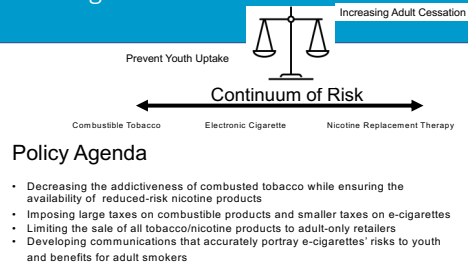 Increasing Adult Cessation
Prevent Youth Uptake
Continuum of Risk
Combustible Tobacco Electronic Cigarette Nicotine Replacement Therapy
Policy Agenda
• Decreasing the addictiveness of combusted tobacco while ensuring the
availability of reduced-risk nicotine products
• Imposing large taxes on combustible products and smaller taxes on e-cigarettes
• Limiting the sale of all tobacco/nicotine products to adult-only retailers
• Developing communications that accurately portray e-cigarettes' risks to youth
and benefits for adult smokers